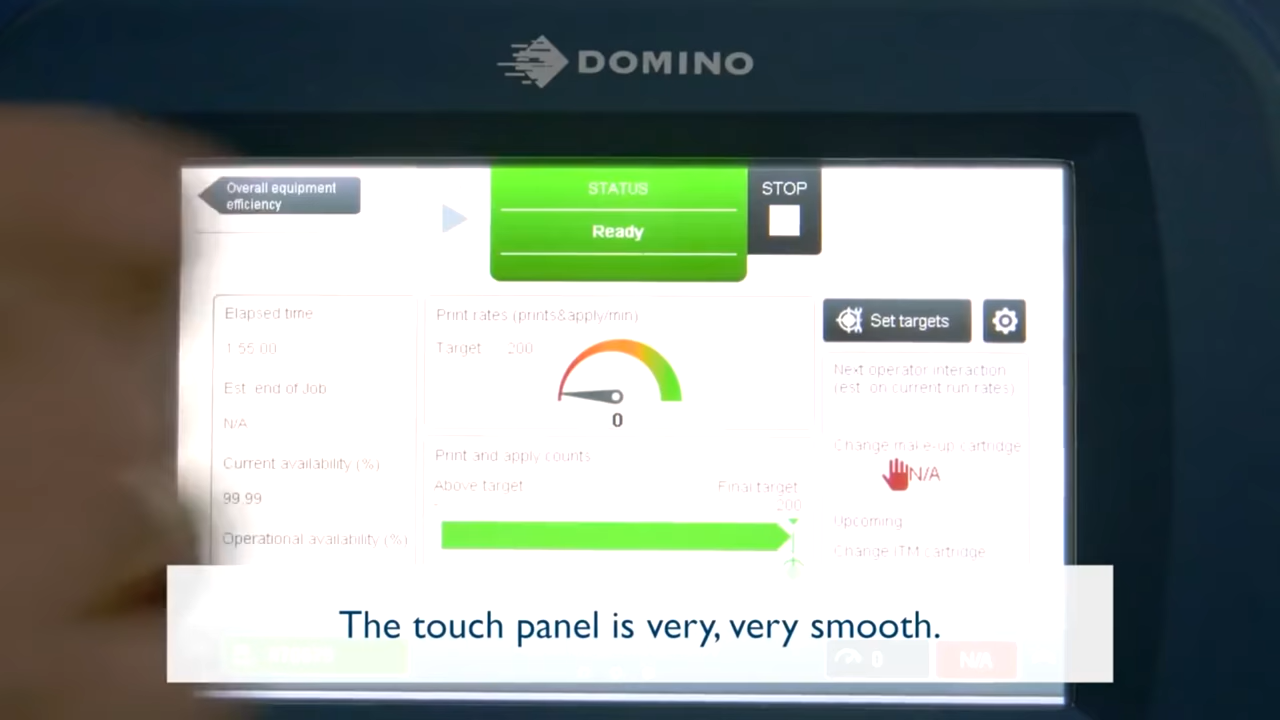 DOMINO
Overall equipment
efficiency
STATUS
Ready
STOP
Elapsed time
1:55:00
Est. end of Job
N/A
Current availability (%)
99.99
Operational availability (%)
Print rates (prints&apply/min)
Target 200
0
Print and apply counts
Above target
-
Final target
200
Set targets
Next operator interaction
(est. on current run rates)
Change make-up cartridge
N/A
Upcoming
Change iTM cartridge
The touch panel is very, very smooth.
0
N/A